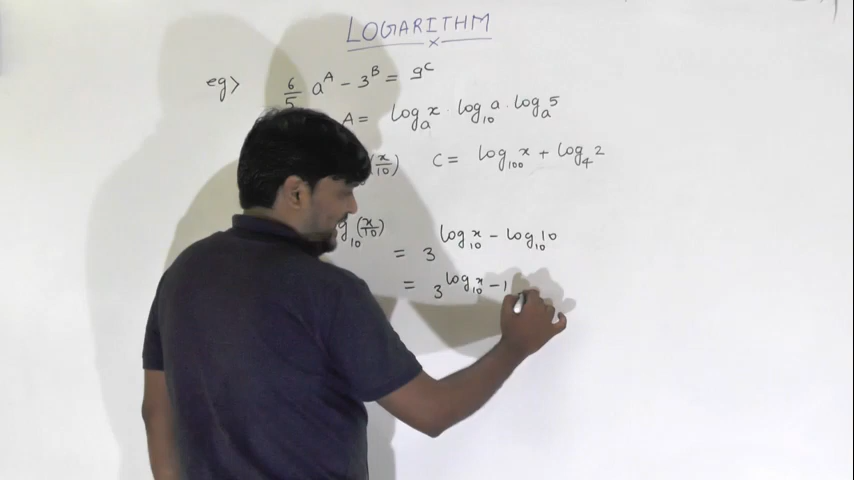 LOGARITHM
x
eg> 6/5 a^A - 3^B = 9^C
A = log_a x · log_10 a · log_a 5
(x/10) C = log_100 x + log_4 2
g_10 (x/10) = 3^(log_10 x - log_10 10)
= 3^(log_10 x - 1)